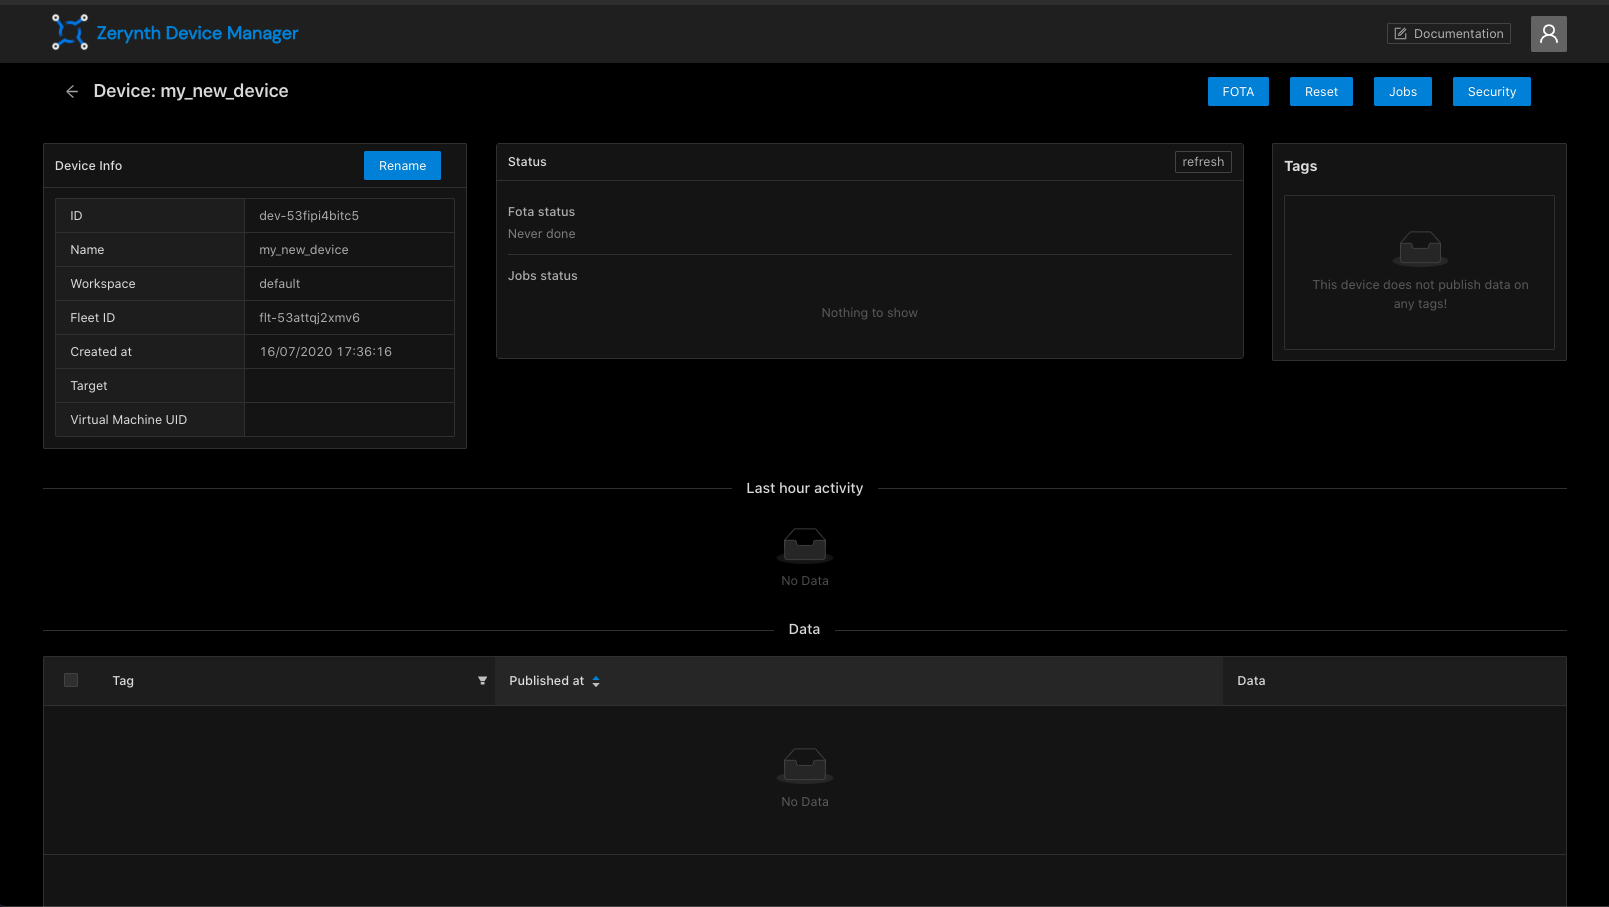 Zerynth Device Manager
Documentation
Device: my_new_device
FOTA
Reset
Jobs
Security
Device Info
Rename
ID
dev-53fipi4bitc5
Name
my_new_device
Workspace
default
Fleet ID
flt-53attqj2xmv6
Created at
16/07/2020 17:36:16
Target
Virtual Machine UID
Status
refresh
Fota status
Never done
Jobs status
Nothing to show
Tags
This device does not publish data on
any tags!
Last hour activity
No Data
Data
Tag
Published at
Data
No Data